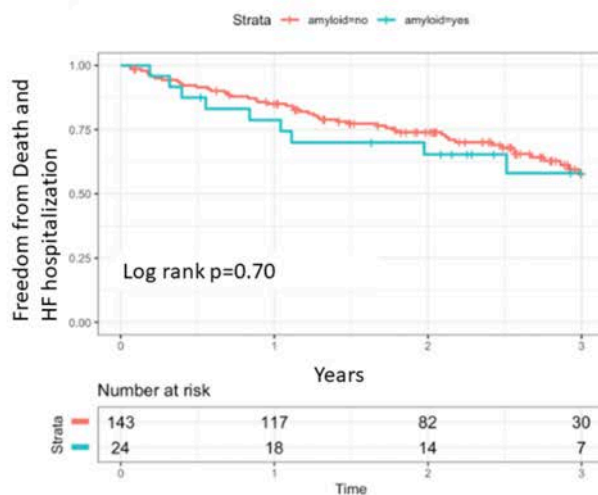 Strata amyloid=no amyloid=yes
Freedom from Death and
HF hospitalization
1.00
0.75
0.50
0.25
1.00
Log rank p=0.70
0 1 2 3
Years
Number at risk
Strata
143 117 82 30
24 18 14 7
0 1 2 3
Time